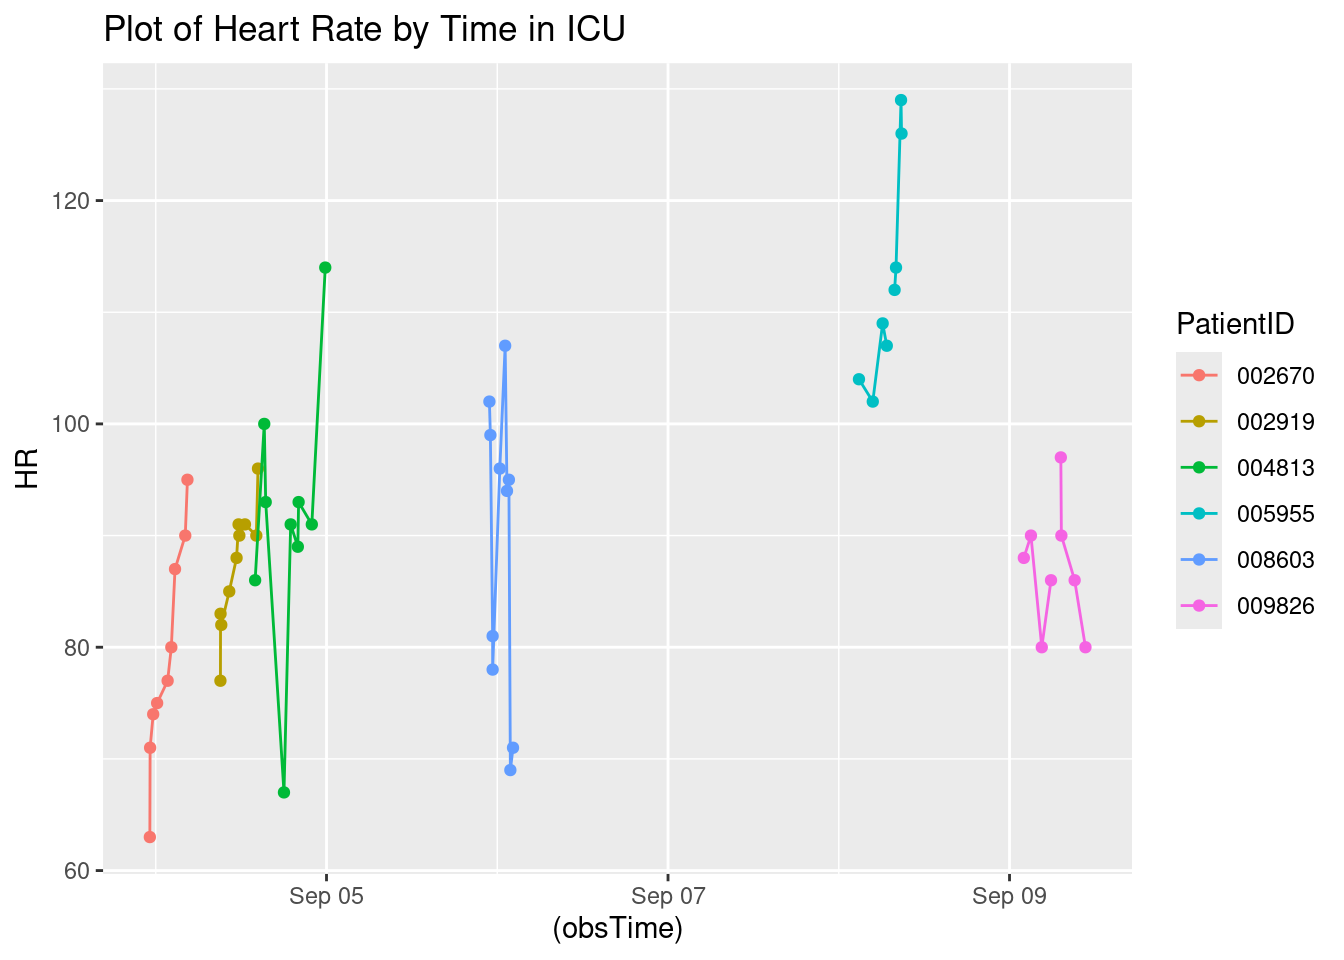 Plot of Heart Rate by Time in ICU
HR
120
100
80
60
Sep 05
Sep 07
Sep 09
(obsTime)
PatientID
002670
002919
004813
005955
008603
009826